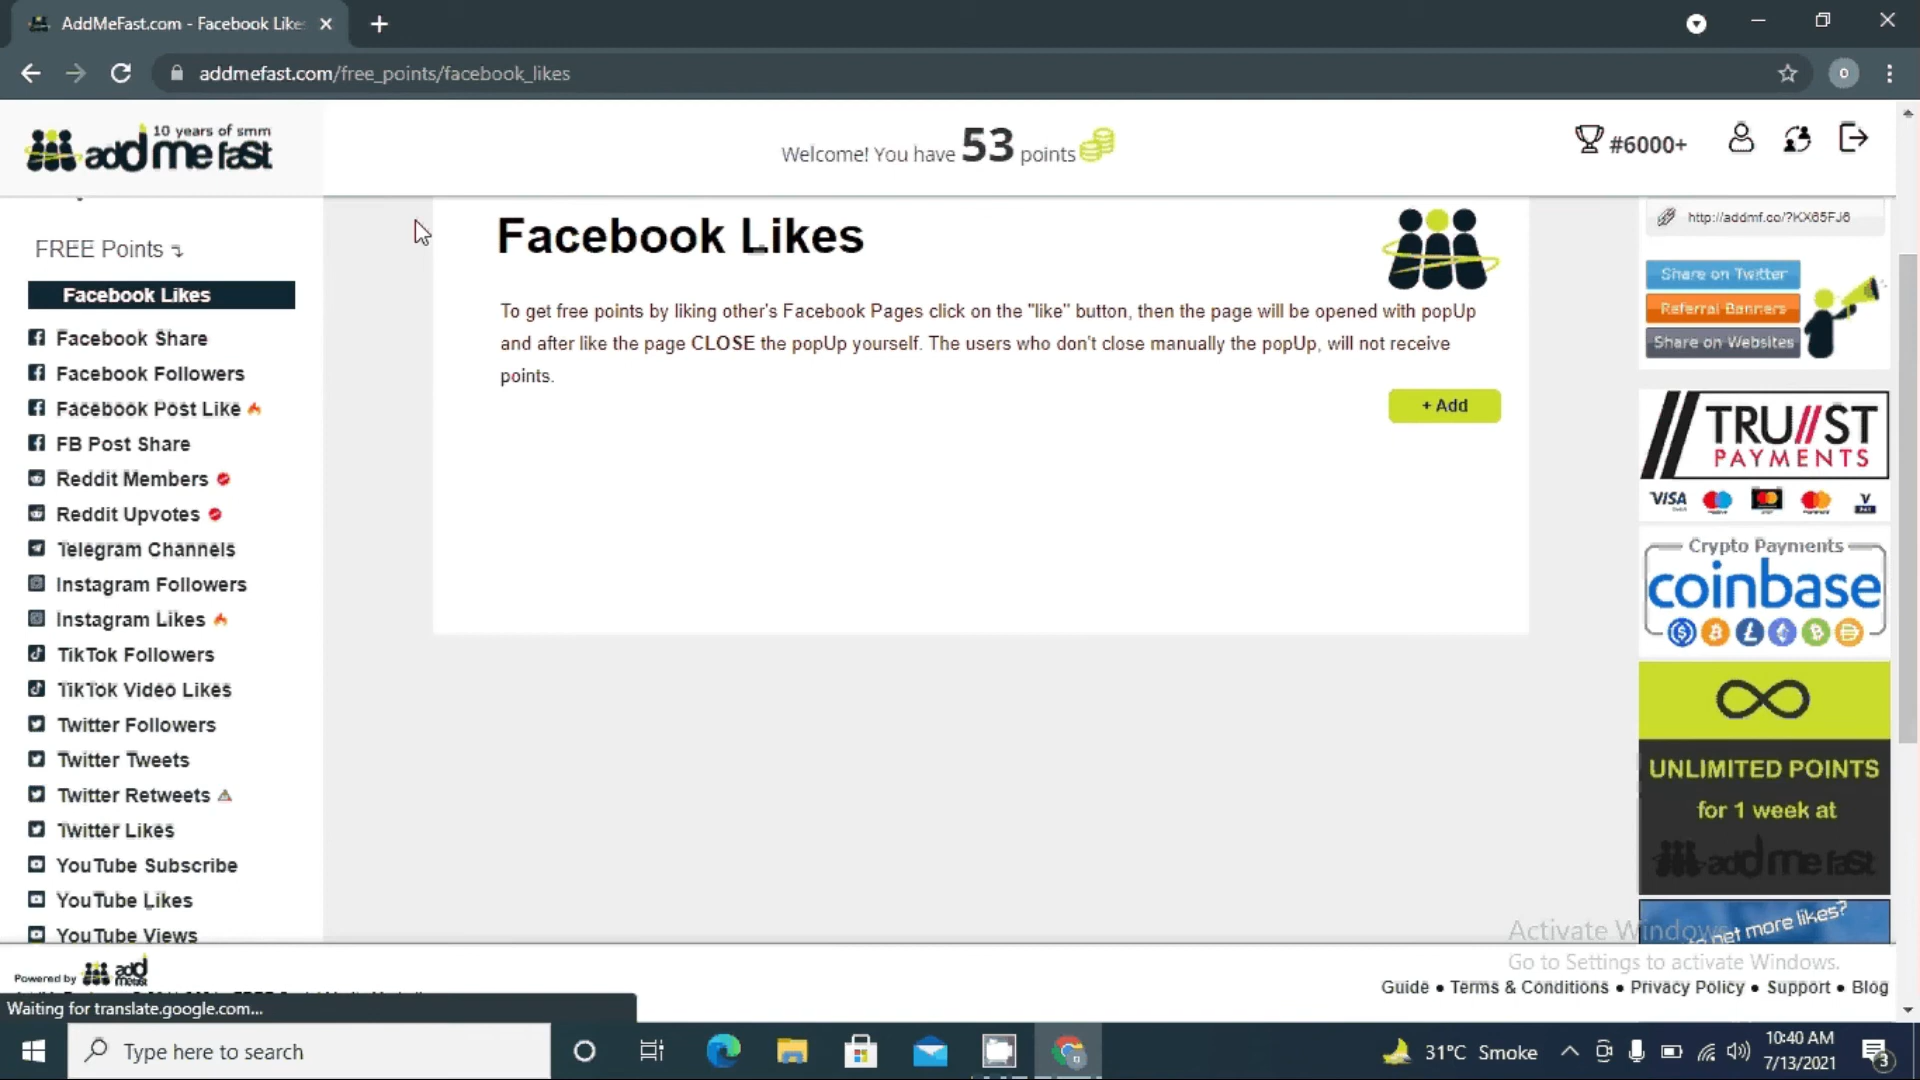 AddMeFast.com - Facebook Like
addmefast.com/free_points/facebook_likes
o
10 years of smm
add me fast
Welcome! You have 53 points
#6000+
FREE Points
Facebook Likes
Facebook Share
Facebook Followers
Facebook Post Like
FB Post Share
Reddit Members
Reddit Upvotes
Telegram Channels
Instagram Followers
Instagram Likes
TikTok Followers
TikTok Video Likes
Twitter Followers
Twitter Tweets
Twitter Retweets
Twitter Likes
YouTube Subscribe
YouTube Likes
YouTube Views
Facebook Likes
To get free points by liking other's Facebook Pages click on the "like" button, then the page will be opened with popUp
and after like the page CLOSE the popUp yourself. The users who don't close manually the popUp, will not receive
points.
+ Add
http://addmf.co/?KX65FJ6
Share on Twitter
Referral Banners
Share on Websites
TRU//ST
PAYMENTS
VISA
V PAY
Crypto Payments
coinbase
UNLIMITED POINTS
for 1 week at
add me fast
get more likes?
Activate Windows
Go to Settings to activate Windows.
Powered by add me fast
Guide • Terms & Conditions • Privacy Policy • Support • Blog
Waiting for translate.google.com...
Type here to search
31°C Smoke
10:40 AM
7/13/2021
3